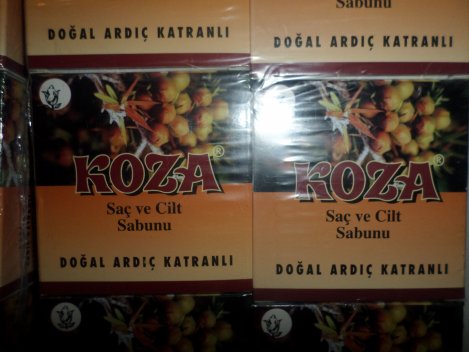 DOĞAL ARDIÇ KATRANLI
Sabunu
DOĞAL ARDIÇ KATRANLI
KOZA®
Saç ve Cilt
Sabunu
DOĞAL ARDIÇ KATRANLI
KOZA®
Saç ve Cilt
Sabunu
DOĞAL ARDIÇ KATRANLI